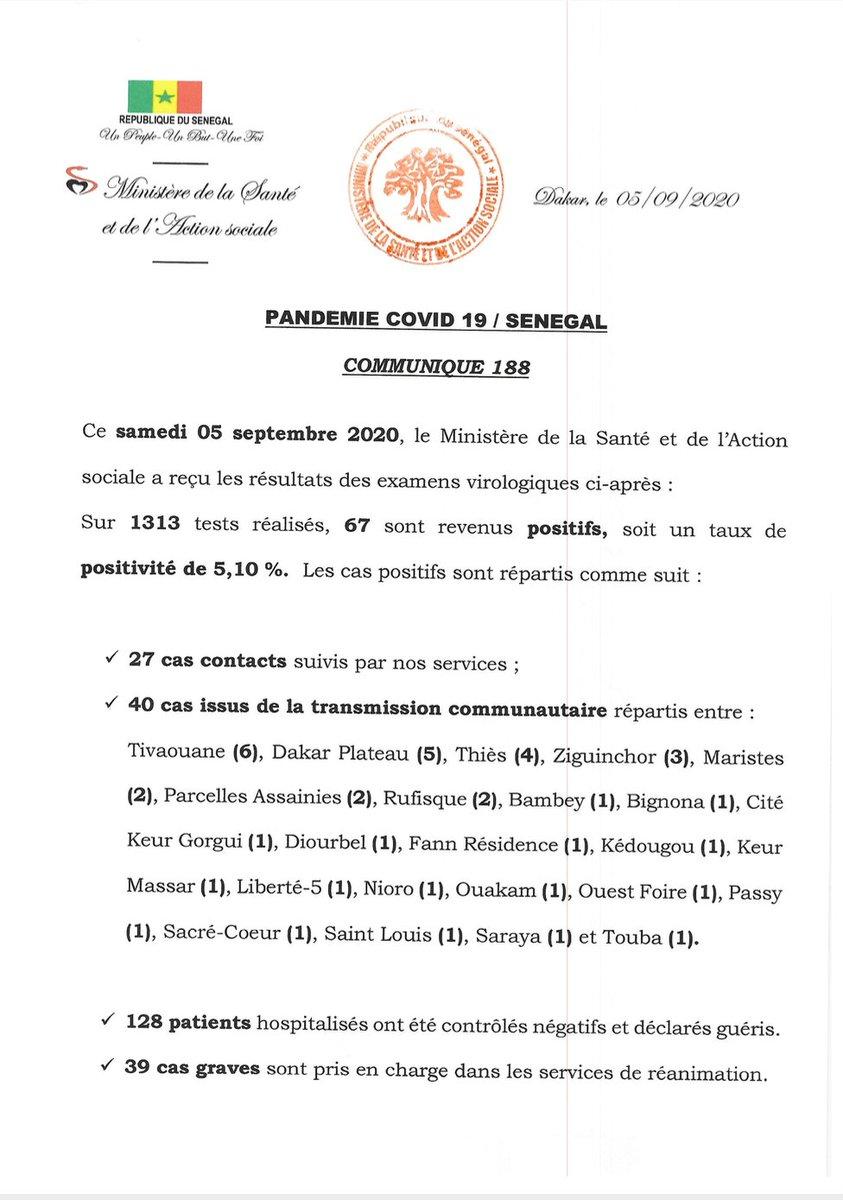 REPUBLIQUE DU SENEGAL
Un Peuple-Un But-Une Foi
Ministère de la Santé
et de l'Action sociale
République du Sénégal
MINISTÈRE DE LA SANTÉ ET DE L'ACTION SOCIALE
Dakar, le 05/09/2020
PANDEMIE COVID 19 / SENEGAL
COMMUNIQUE 188
Ce samedi 05 septembre 2020, le Ministère de la Santé et de l'Action
sociale a reçu les résultats des examens virologiques ci-après :
Sur 1313 tests réalisés, 67 sont revenus positifs, soit un taux de
positivité de 5,10 %. Les cas positifs sont répartis comme suit :
✓ 27 cas contacts suivis par nos services ;
✓ 40 cas issus de la transmission communautaire répartis entre :
Tivaouane (6), Dakar Plateau (5), Thiès (4), Ziguinchor (3), Maristes
(2), Parcelles Assainies (2), Rufisque (2), Bambey (1), Bignona (1), Cité
Keur Gorgui (1), Diourbel (1), Fann Résidence (1), Kédougou (1), Keur
Massar (1), Liberté-5 (1), Nioro (1), Ouakam (1), Ouest Foire (1), Passy
(1), Sacré-Coeur (1), Saint Louis (1), Saraya (1) et Touba (1).
✓ 128 patients hospitalisés ont été contrôlés négatifs et déclarés guéris.
✓ 39 cas graves sont pris en charge dans les services de réanimation.